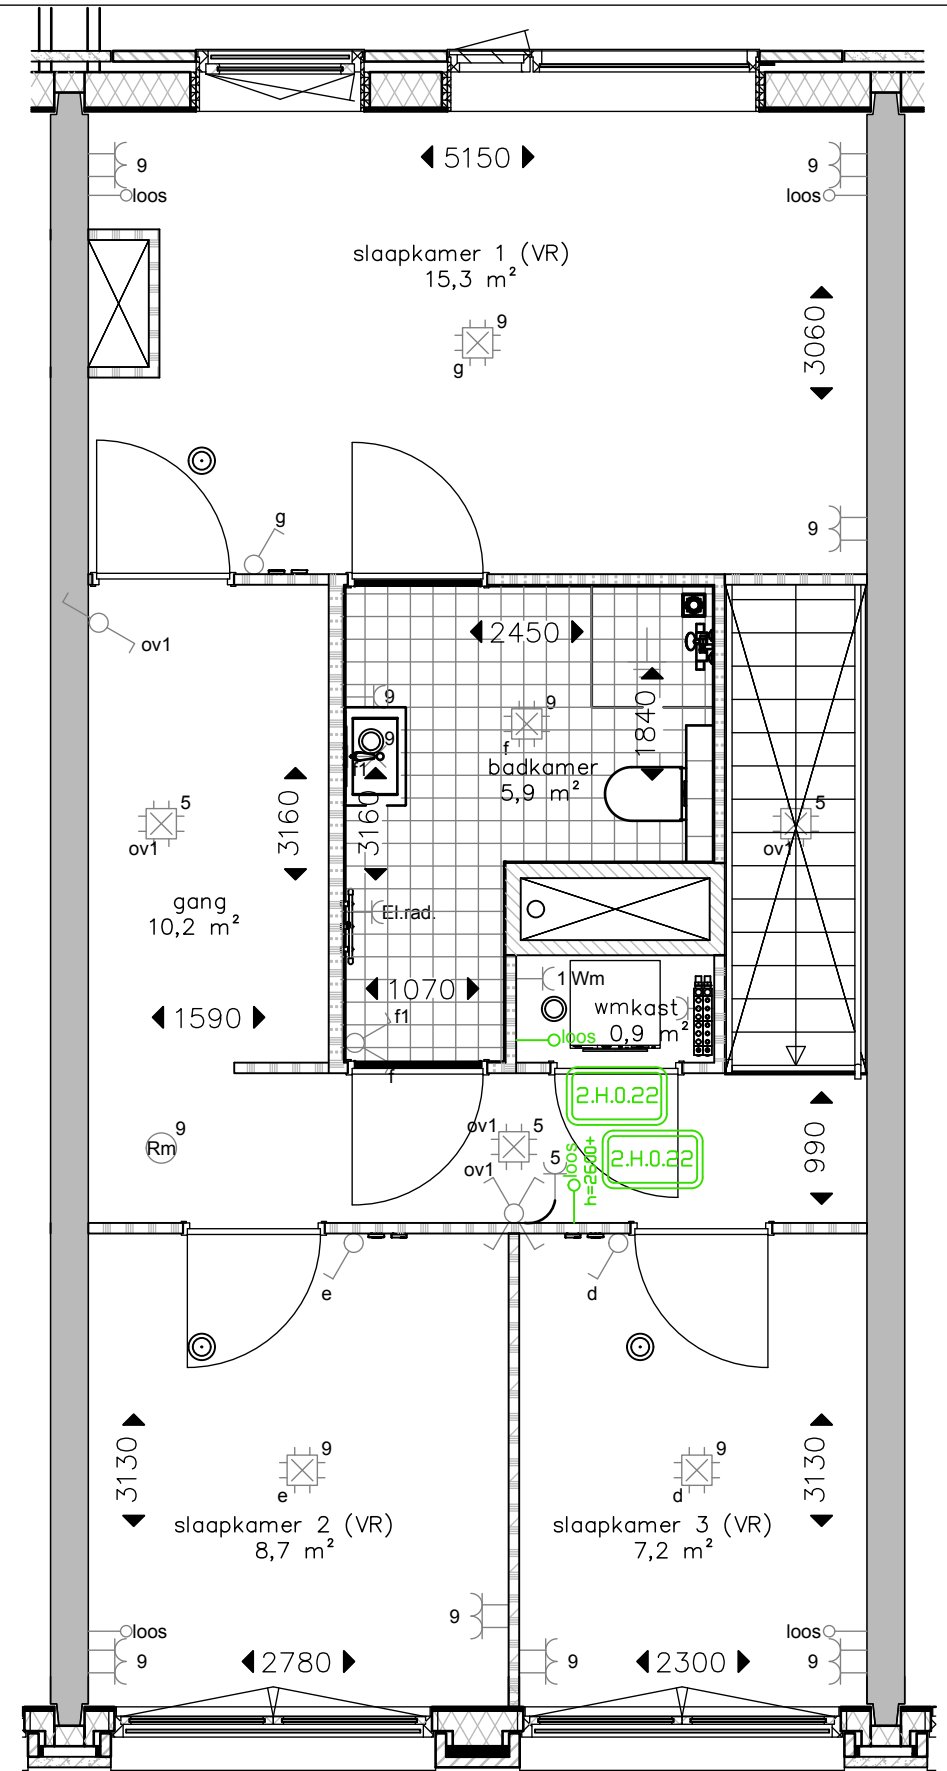 9
loos
5150
9
loos
slaapkamer 1 (VR)
15,3 m²
3060
9
g
9
g
ov1
2450
9
9
f
1840
9
f1
badkamer
5,9 m²
5
ov1
3160
3160
5
ov1
gang
10,2 m²
El.rad.
1590
1070
f1
f
1 Wm
wmkast
0,9 m²
loos
2.H.0.22
2.H.0.22
loos
h=2600+
990
9
Rm
ov1
5
ov1
5
e
d
3130
9
e
slaapkamer 2 (VR)
8,7 m²
9
d
slaapkamer 3 (VR)
7,2 m²
3130
loos
9
9
2780
9
2300
loos
9